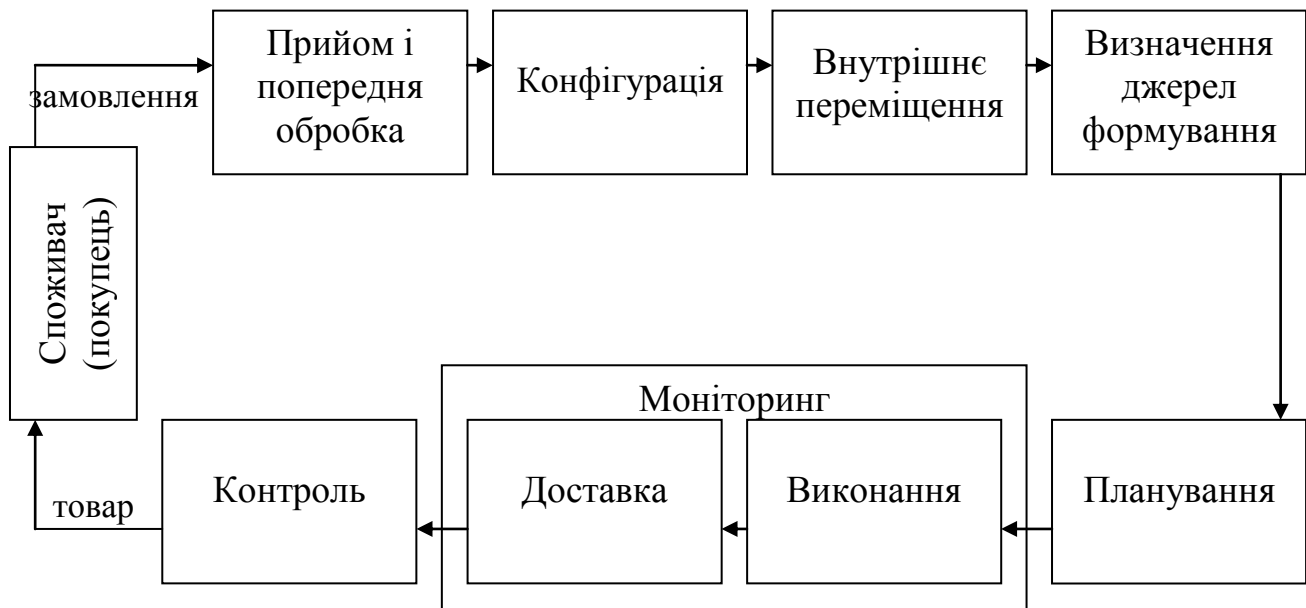 Прийом і
попередня
обробка
Конфігурація
Внутрішнє
переміщення
Визначення
джерел
формування
замовлення
Споживач
(покупець)
Моніторинг
товар
Контроль
Доставка
Виконання
Планування